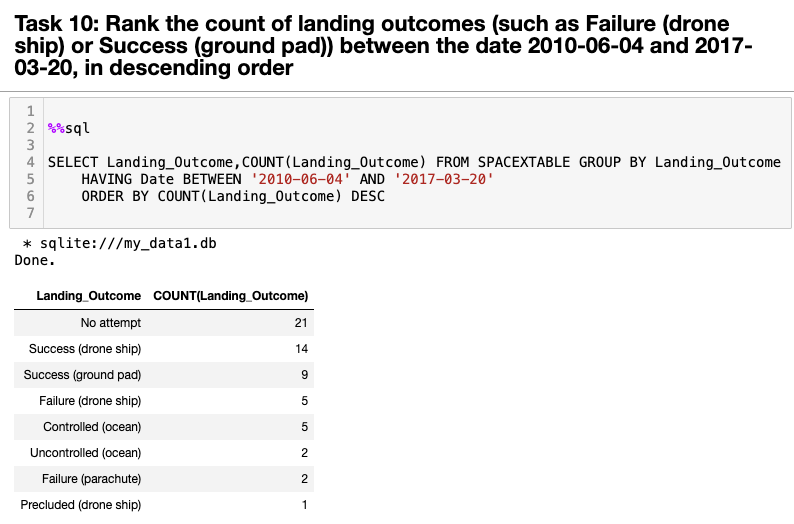 Task 10: Rank the count of landing outcomes (such as Failure (drone
ship) or Success (ground pad)) between the date 2010-06-04 and 2017-
03-20, in descending order
1
2 %%sql
3
4 SELECT Landing_Outcome,COUNT(Landing_Outcome) FROM SPACEXTABLE GROUP BY Landing_Outcome
5     HAVING Date BETWEEN '2010-06-04' AND '2017-03-20'
6     ORDER BY COUNT(Landing_Outcome) DESC
7
* sqlite:///my_data1.db
Done.
Landing_Outcome COUNT(Landing_Outcome)
No attempt 21
Success (drone ship) 14
Success (ground pad) 9
Failure (drone ship) 5
Controlled (ocean) 5
Uncontrolled (ocean) 2
Failure (parachute) 2
Precluded (drone ship) 1